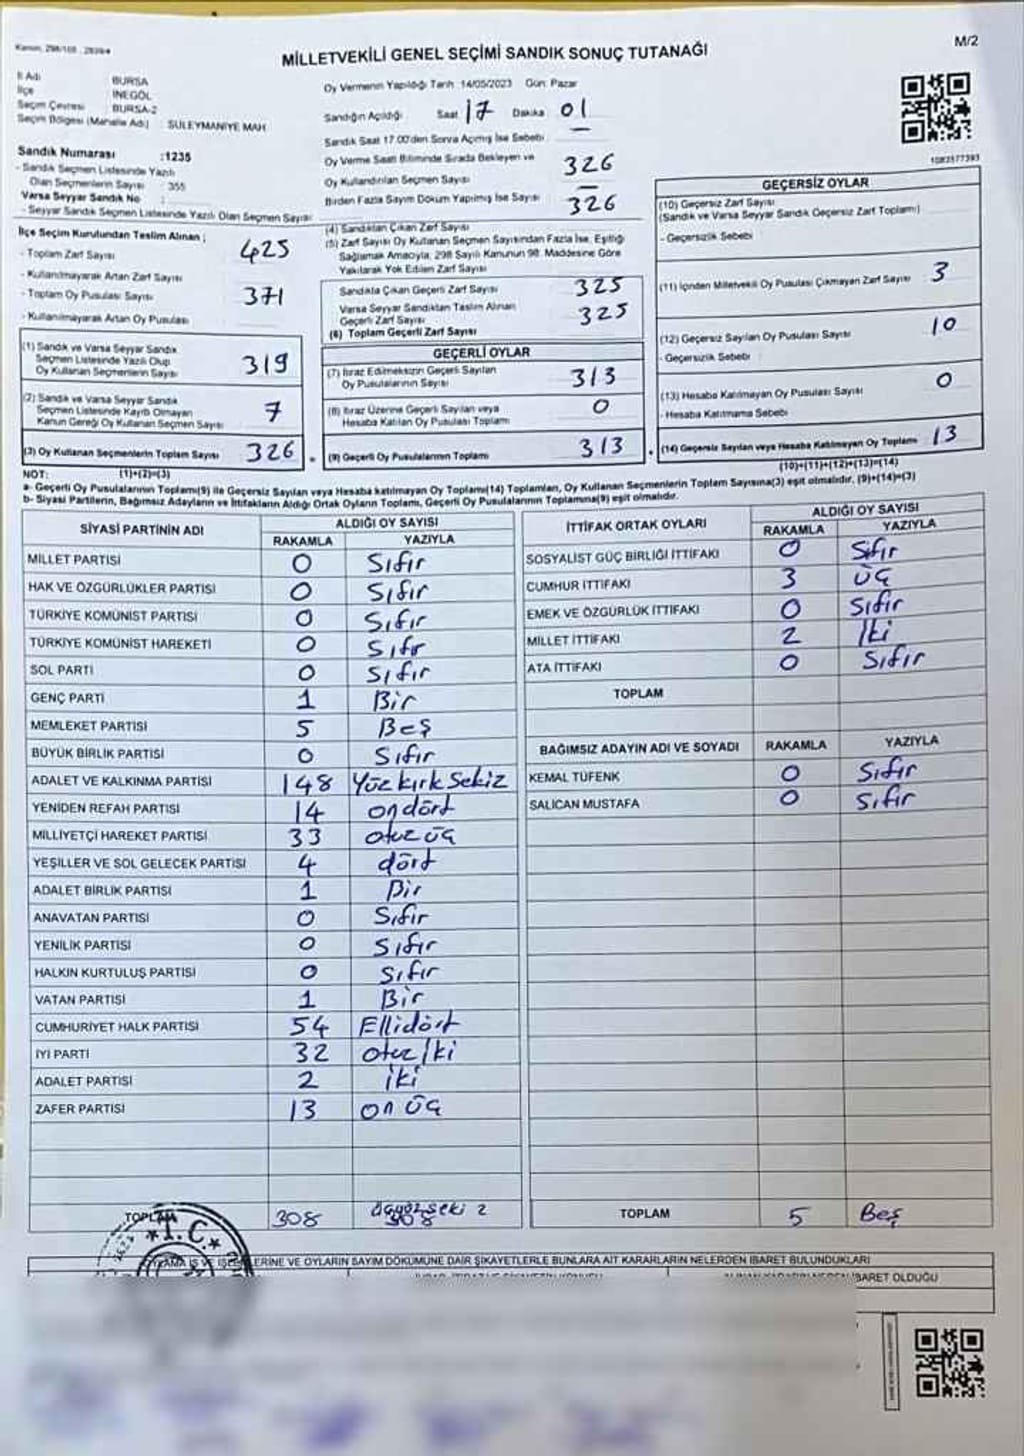 M/2
MİLLETVEKİLİ GENEL SEÇİMİ SANDIK SONUÇ TUTANAĞI
İl Adı BURSA
İlçe İNEGÖL
Seçim Çevresi BURSA-2
Seçim Bölgesi (Mahalle Adı) SÜLEYMANİYE MAH
Sandık Numarası :1235
- Sandık Seçmen Listesinde Yazılı
Olan Seçmenlerin Sayısı 355
Varsa Seyyar Sandık No :
- Seyyar Sandık Seçmen Listesinde Yazılı Olan Seçmen Sayısı
Oy Vermenin Yapıldığı Tarih :14/05/2023 Gün: Pazar
Sandığın Açıldığı Saat 17 Dakika 01
Sandık Saat 17.00'den Sonra Açımış İse Sebebi
Oy Verme Saati Bitiminde Sırada Bekleyen ve
Oy Kullandırılan Seçmen Sayısı 326
Birden Fazla Sayım Döküm Yapılmış İse Sayısı 326
1083577393
İlçe Seçim Kurulundan Teslim Alınan ;
- Toplam Zarf Sayısı 425
- Kullanılmayarak Artan Zarf Sayısı
- Toplam Oy Pusulası Sayısı 371
- Kullanılmayarak Artan Oy Pusulası
(1) Sandık ve Varsa Seyyar Sandık
Seçmen Listesinde Yazılı Olup
Oy Kullanan Seçmenlerin Sayısı 319
(2) Sandık ve Varsa Seyyar Sandık
Seçmen Listesinde Kayıtlı Olmayan
Kanun Gereği Oy Kullanan Seçmen Sayısı 7
(3) Oy Kullanan Seçmenlerin Toplam Sayısı 326
(4) Sandıktan Çıkan Zarf Sayısı
(5) Zarf Sayısı Oy Kullanan Seçmen Sayısından Fazla İse, Eşitliği
Sağlamak Amacıyla, 298 Sayılı Kanunun 98. Maddesine Göre
Yakılarak Yok Edilen Zarf Sayısı
Sandıkta Çıkan Geçerli Zarf Sayısı 325
Varsa Seyyar Sandıktan Teslim Alınan
Geçerli Zarf Sayısı 325
(6) Toplam Geçerli Zarf Sayısı
GEÇERLİ OYLAR
(7) İtiraz Edilmeksizin Geçerli Sayılan
Oy Pusulalarının Sayısı 313
(8) İtiraz Üzerine Geçerli Sayılan veya
Hesaba Katılan Oy Pusulası Toplamı 0
(9) Geçerli Oy Pusulalarının Toplamı 313
GEÇERSİZ OYLAR
(10) Geçersiz Zarf Sayısı
(Sandık ve Varsa Seyyar Sandık Geçersiz Zarf Toplamı)
- Geçersizlik Sebebi
(11) İçinden Milletvekili Oy Pusulası Çıkmayan Zarf Sayısı 3
(12) Geçersiz Sayılan Oy Pusulası Sayısı 10
- Geçersizlik Sebebi :
(13) Hesaba Katılmayan Oy Pusulası Sayısı 0
- Hesaba Katılmama Sebebi
(14) Geçersiz Sayılan veya Hesaba Katılmayan Oy Toplamı 13
NOT: (1)+(2)=(3) (10)+(11)+(12)+(13)=(14)
a- Geçerli Oy Pusulalarının Toplamı(9) ile Geçersiz Sayılan veya Hesaba katılmayan Oy Toplamı(14) Toplamları, Oy Kullanan Seçmenlerin Toplam Sayısına(3) eşit olmalıdır. (9)+(14)=(3)
b- Siyasi Partilerin, Bağımsız Adayların ve İttifakların Aldığı Ortak Oyların Toplamı, Geçerli Oy Pusulalarının Toplamına(9) eşit olmalıdır.
SİYASİ PARTİNİN ADI ALDIĞI OY SAYISI
RAKAMLA YAZIYLA
MİLLET PARTİSİ 0 Sıfır
HAK VE ÖZGÜRLÜKLER PARTİSİ 0 Sıfır
TÜRKİYE KOMÜNİST PARTİSİ 0 Sıfır
TÜRKİYE KOMÜNİST HAREKETİ 0 Sıfr
SOL PARTİ 0 Sıfır
GENÇ PARTİ 1 Bir
MEMLEKET PARTİSİ 5 Beş
BÜYÜK BİRLİK PARTİSİ 0 Sıfır
ADALET VE KALKINMA PARTİSİ 148 Yüz kırk sekiz
YENİDEN REFAH PARTİSİ 14 on dört
MİLLİYETÇİ HAREKET PARTİSİ 33 otuz üç
YEŞİLLER VE SOL GELECEK PARTİSİ 4 dört
ADALET BİRLİK PARTİSİ 1 Bir
ANAVATAN PARTİSİ 0 Sıfır
YENİLİK PARTİSİ 0 Sıfır
HALKIN KURTULUŞ PARTİSİ 0 Sıfır
VATAN PARTİSİ 1 Bir
CUMHURİYET HALK PARTİSİ 54 Ellidört
İYİ PARTİ 32 otuz iki
ADALET PARTİSİ 2 iki
ZAFER PARTİSİ 13 on üç
TOPLAM 308
İTTİFAK ORTAK OYLARI ALDIĞI OY SAYISI
RAKAMLA YAZIYLA
SOSYALİST GÜÇ BİRLİĞİ İTTİFAKI 0 Sıfır
CUMHUR İTTİFAKI 3 üç
EMEK VE ÖZGÜRLÜK İTTİFAKI 0 Sıfır
MİLLET İTTİFAKI 2 İki
ATA İTTİFAKI 0 Sıfır
TOPLAM
BAĞIMSIZ ADAYIN ADI VE SOYADI RAKAMLA YAZIYLA
KEMAL TÜFENK 0 Sıfır
SALİCAN MUSTAFA 0 Sıfır
TOPLAM 5 Beş
T.C.
ERİNE VE OYLARIN SAYIM DÖKÜMÜNE DAİR ŞİKAYETLERLE BUNLARA AİT KARARLARIN NELERDEN İBARET BULUNDUKLARI
İBARET OLDUĞU